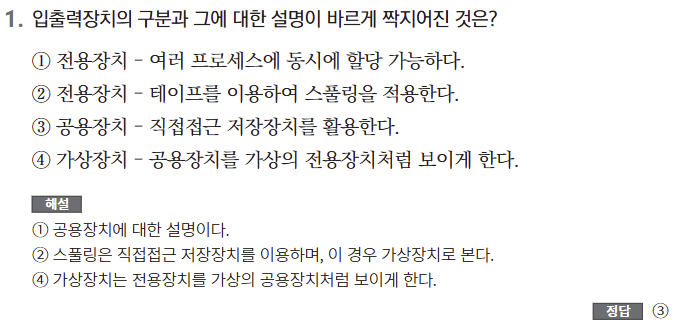 1. 입출력장치의 구분과 그에 대한 설명이 바르게 짝지어진 것은?
① 전용장치 - 여러 프로세스에 동시에 할당 가능하다.
② 전용장치 - 테이프를 이용하여 스풀링을 적용한다.
③ 공용장치 - 직접접근 저장장치를 활용한다.
④ 가상장치 - 공용장치를 가상의 전용장치처럼 보이게 한다.
해설
① 공용장치에 대한 설명이다.
② 스풀링은 직접접근 저장장치를 이용하며, 이 경우 가상장치로 본다.
④ 가상장치는 전용장치를 가상의 공용장치처럼 보이게 한다.
정답 ③